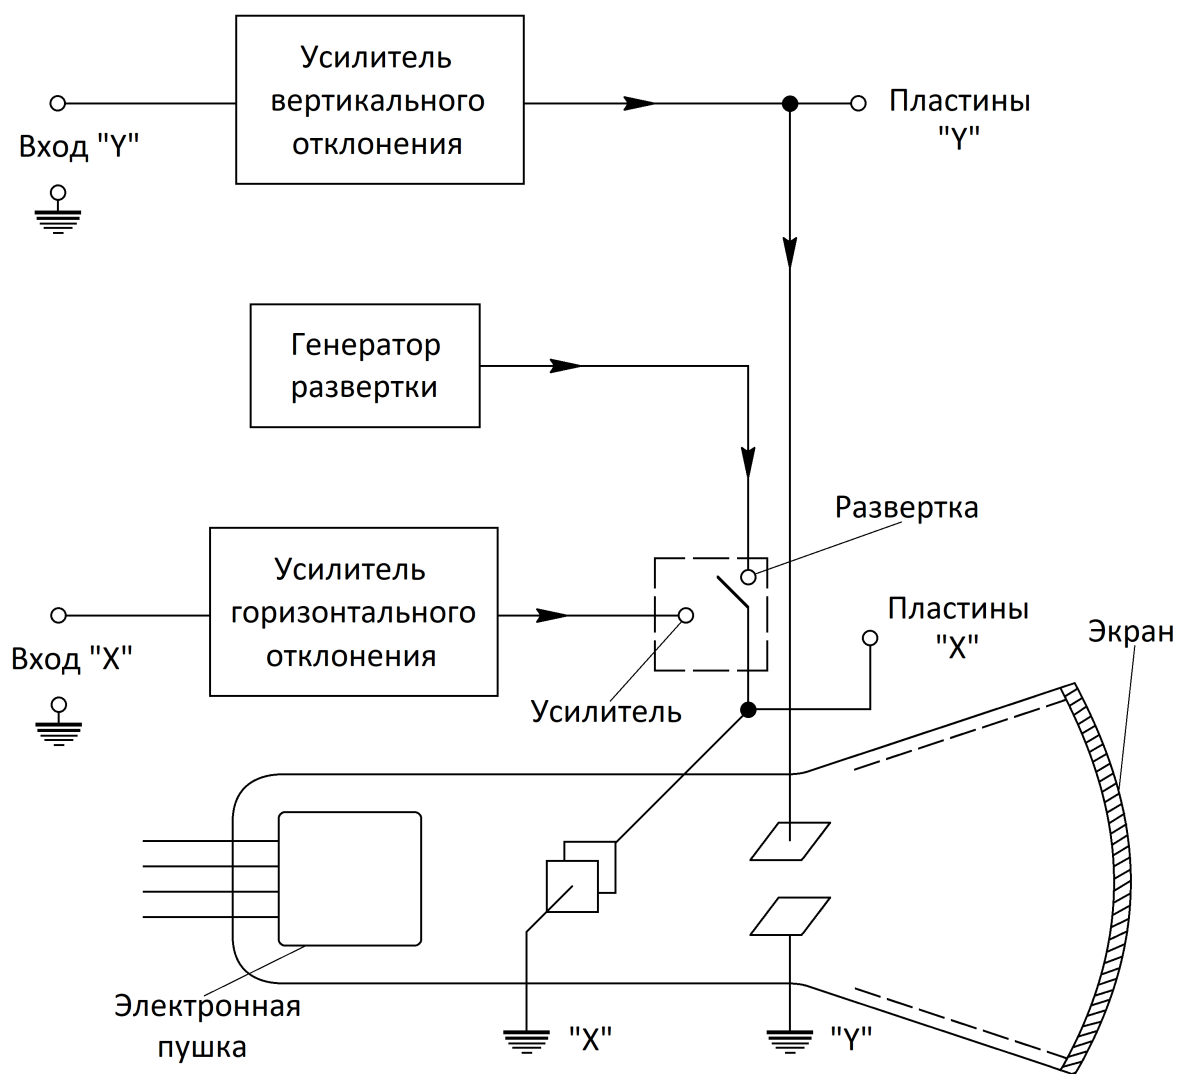 Усилитель
вертикального
отклонения
Вход "Y"
Пластины
"Y"
Генератор
развертки
Развертка
Усилитель
горизонтального
отклонения
Вход "X"
Пластины
"X"
Экран
Усилитель
Электронная
пушка
"X"
"Y"